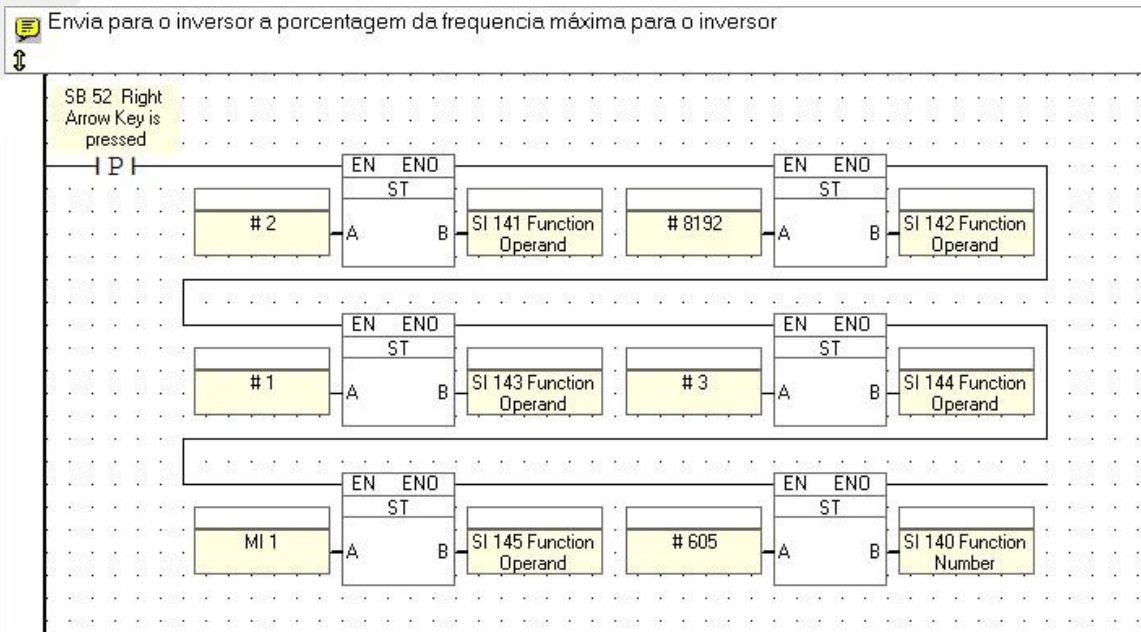 Envia para o inversor a porcentagem da frequencia máxima para o inversor
SB 52 Right
Arrow Key is
pressed
P
EN ENO
ST
# 2
A
B
SI 141 Function
Operand
EN ENO
ST
# 8192
A
B
SI 142 Function
Operand
EN ENO
ST
# 1
A
B
SI 143 Function
Operand
EN ENO
ST
# 3
A
B
SI 144 Function
Operand
EN ENO
ST
MI 1
A
B
SI 145 Function
Operand
EN ENO
ST
# 605
A
B
SI 140 Function
Number